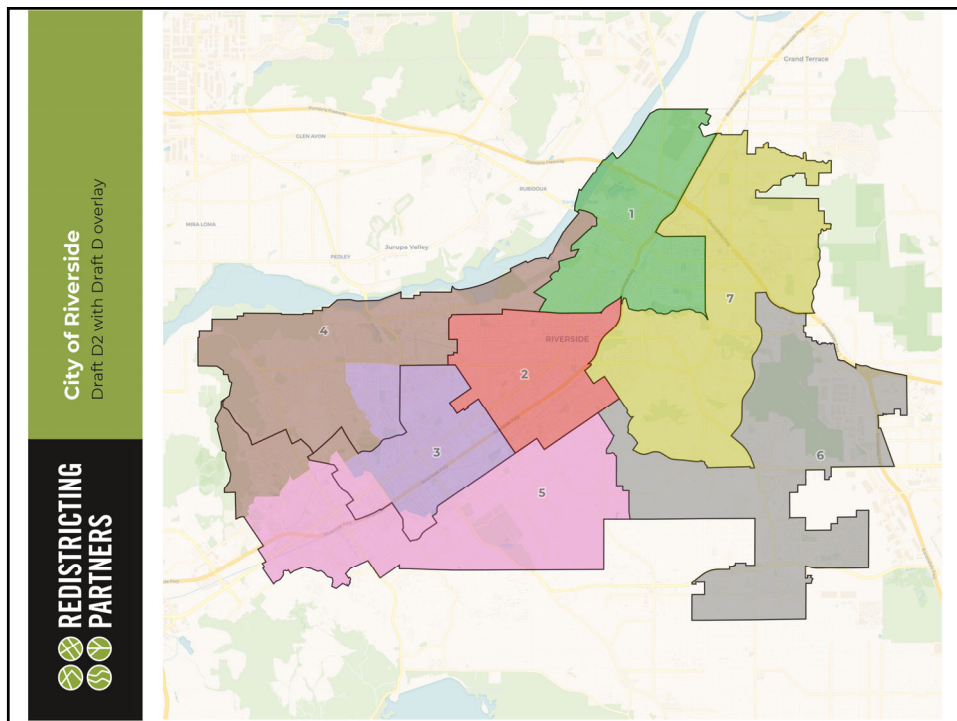 City of Riverside
Draft D2 with Draft D overlay
REDISTRICTING
PARTNERS
Grand Terrace
GLEN AVON
RUBIDOUX
MIRA LOMA
Jurupa Valley
PEDLEY
RIVERSIDE
1
2
3
4
5
6
7